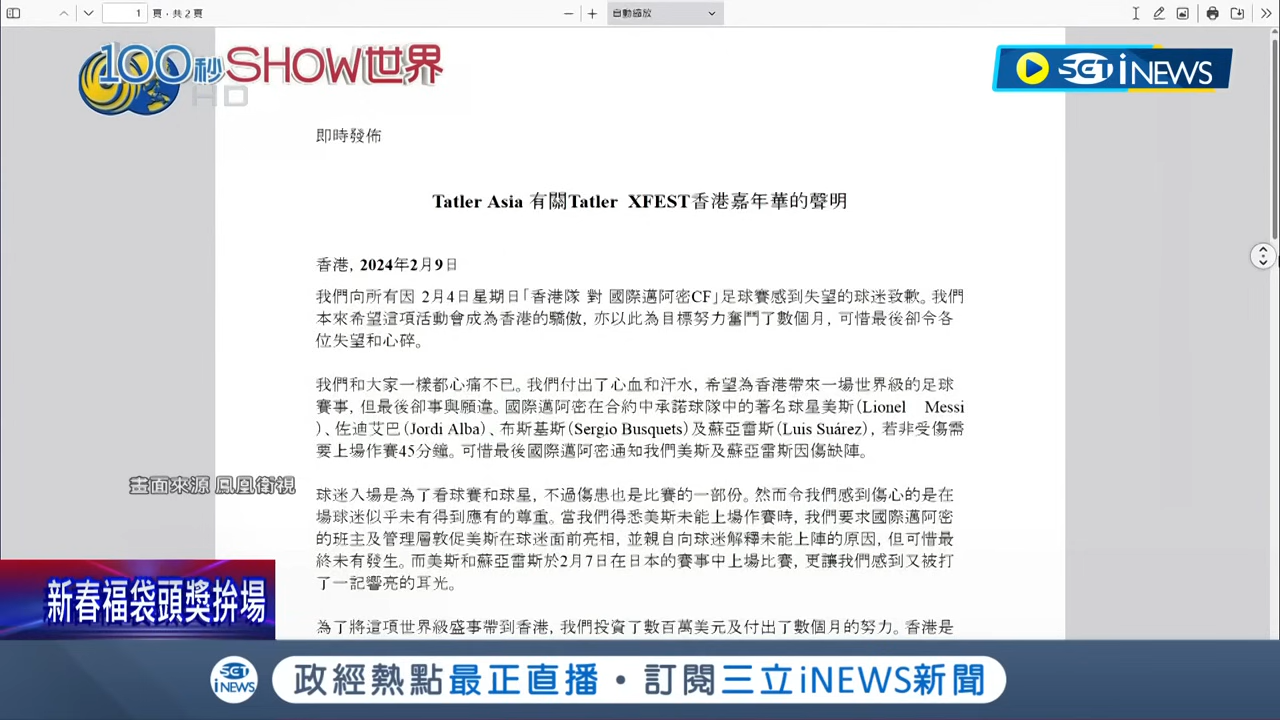 1 頁，共 2 頁
自動縮放
100秒SHOW世界
HD
SET iNEWS
即時發佈
Tatler Asia 有關Tatler XFEST香港嘉年華的聲明
香港，2024年2月9日
我們向所有因 2月4日星期日「香港隊 對 國際邁阿密CF」足球賽感到失望的球迷致歉。我們
本來希望這項活動會成為香港的驕傲，亦以此為目標努力奮鬥了數個月，可惜最後卻令各
位失望和心碎。
我們和大家一樣都心痛不已。我們付出了心血和汗水，希望為香港帶來一場世界級的足球
賽事，但最後卻事與願違。國際邁阿密在合約中承諾球隊中的著名球星美斯（Lionel Messi
）、佐迪艾巴（Jordi Alba）、布斯基斯（Sergio Busquets）及蘇亞雷斯（Luis Suárez），若非受傷需
要上場作賽45分鐘。可惜最後國際邁阿密通知我們美斯及蘇亞雷斯因傷缺陣。
畫面來源 鳳凰衛視
球迷入場是為了看球賽和球星，不過傷患也是比賽的一部份。然而令我們感到傷心的是在
場球迷似乎未有得到應有的尊重。當我們得悉美斯未能上場作賽時，我們要求國際邁阿密
的班主及管理層敦促美斯在球迷面前亮相，並親自向球迷解釋未能上陣的原因，但可惜最
終未有發生。而美斯和蘇亞雷斯於2月7日在日本的賽事中上場比賽，更讓我們感到又被打
了一記響亮的耳光。
新春福袋頭獎拚場
為了將這項世界級盛事帶到香港，我們投資了數百萬美元及付出了數個月的努力。香港是
SET iNEWS
政經熱點最正直播・訂閱三立iNEWS新聞